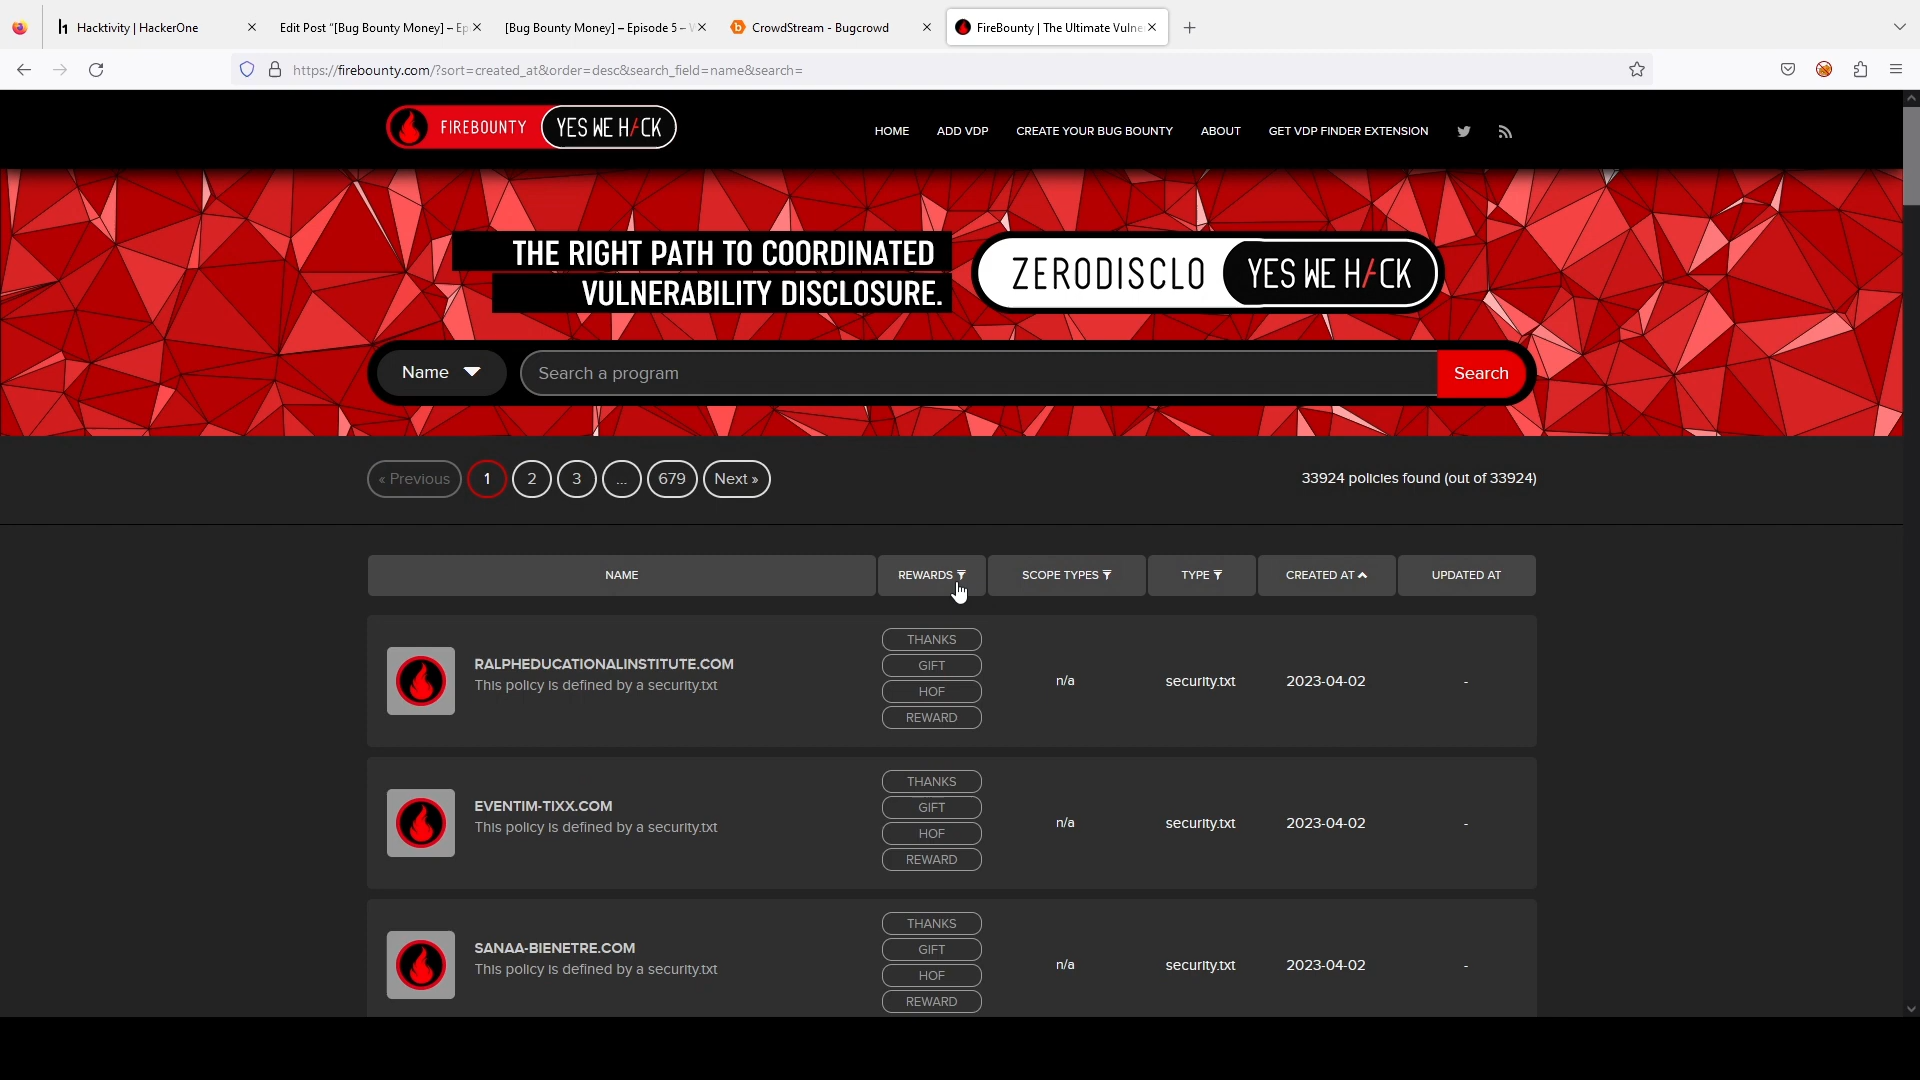 Hacktivity | HackerOne
Edit Post “[Bug Bounty Money] – Ep
[Bug Bounty Money] – Episode 5 –
CrowdStream - Bugcrowd
FireBounty | The Ultimate Vulne
https://firebounty.com/?sort=created_at&order=desc&search_field=name&search=
FIREBOUNTY YES WE H/CK
HOME ADD VDP CREATE YOUR BUG BOUNTY ABOUT GET VDP FINDER EXTENSION
THE RIGHT PATH TO COORDINATED
VULNERABILITY DISCLOSURE.
ZERODISCLO YES WE H/CK
Name Search a program Search
« Previous 1 2 3 ... 679 Next » 33924 policies found (out of 33924)
NAME REWARDS SCOPE TYPES TYPE CREATED AT UPDATED AT
RALPHEDUCATIONALINSTITUTE.COM
This policy is defined by a security.txt
THANKS
GIFT
HOF
REWARD
n/a security.txt 2023-04-02 -
EVENTIM-TIXX.COM
This policy is defined by a security.txt
THANKS
GIFT
HOF
REWARD
n/a security.txt 2023-04-02 -
SANAA-BIENETRE.COM
This policy is defined by a security.txt
THANKS
GIFT
HOF
REWARD
n/a security.txt 2023-04-02 -